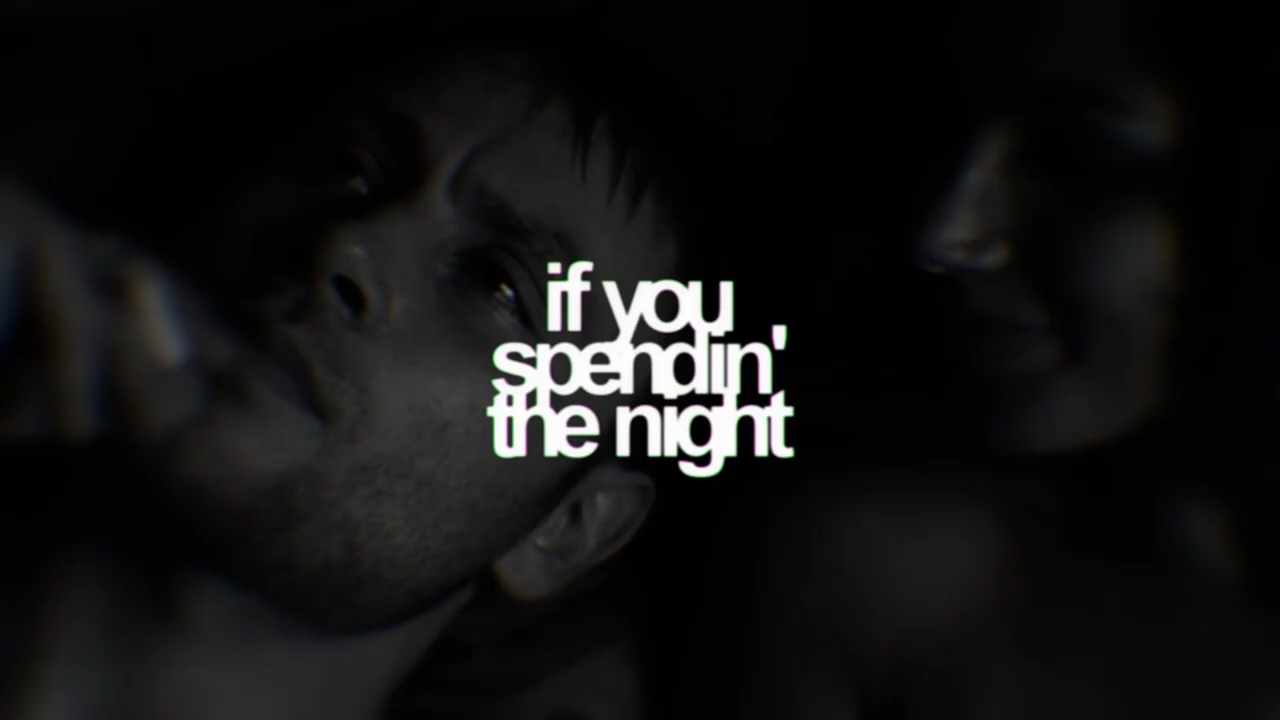 if you
spendin'
the night